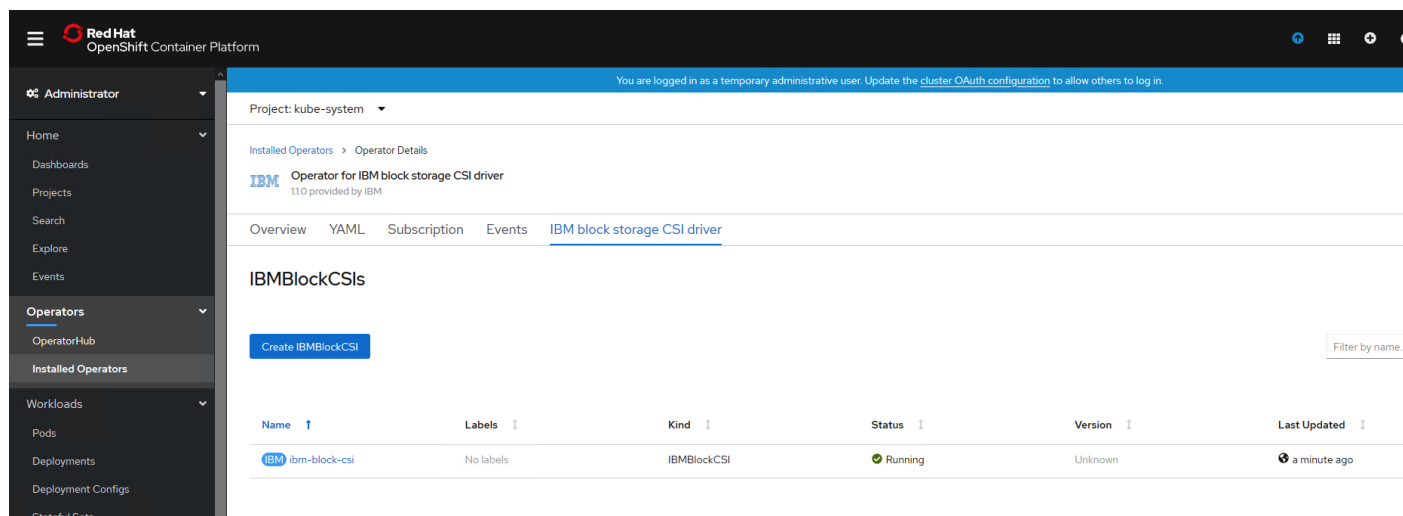 Red Hat
OpenShift Container Platform
You are logged in as a temporary administrative user. Update the cluster OAuth configuration to allow others to log in.
Administrator
Project: kube-system
Home
Dashboards
Projects
Search
Explore
Events
Operators
OperatorHub
Installed Operators
Workloads
Pods
Deployments
Deployment Configs
Stateful Sets
Installed Operators > Operator Details
IBM
Operator for IBM block storage CSI driver
1.1.0 provided by IBM
Overview YAML Subscription Events IBM block storage CSI driver
IBMBlockCSIs
Create IBMBlockCSI
Filter by name.
Name Labels Kind Status Version Last Updated
IBM ibm-block-csi No labels IBMBlockCSI Running Unknown a minute ago